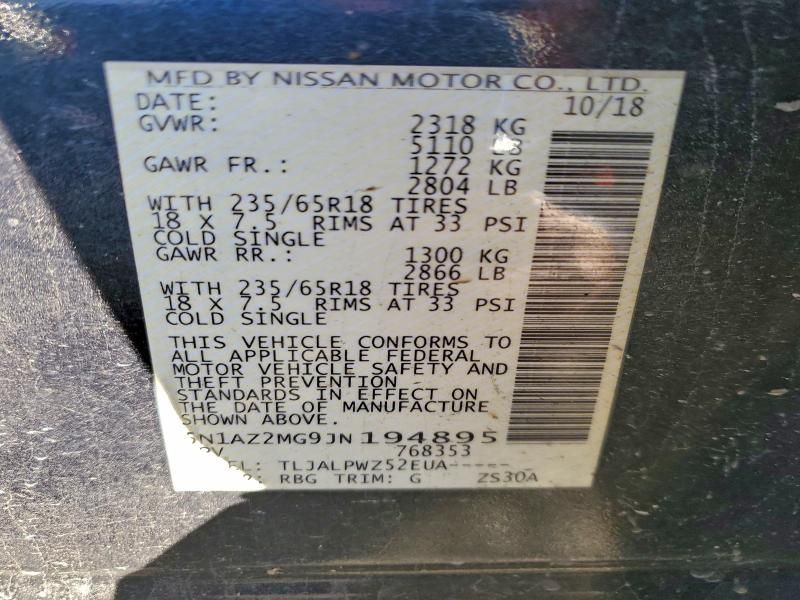 MFD BY NISSAN MOTOR CO., LTD.
DATE: 10/18
GVWR: 2318 KG
5110 LB
GAWR FR.: 1272 KG
2804 LB
WITH 235/65R18 TIRES
18 X 7.5 RIMS AT 33 PSI
COLD SINGLE
GAWR RR.: 1300 KG
2866 LB
WITH 235/65R18 TIRES
18 X 7.5 RIMS AT 33 PSI
COLD SINGLE
THIS VEHICLE CONFORMS TO
ALL APPLICABLE FEDERAL
MOTOR VEHICLE SAFETY AND
THEFT PREVENTION
STANDARDS IN EFFECT ON
THE DATE OF MANUFACTURE
SHOWN ABOVE.
5N1AZ2MG9JN194895
768353
TLJALPWZ52EUA----- -
RBG TRIM: G ZS30A